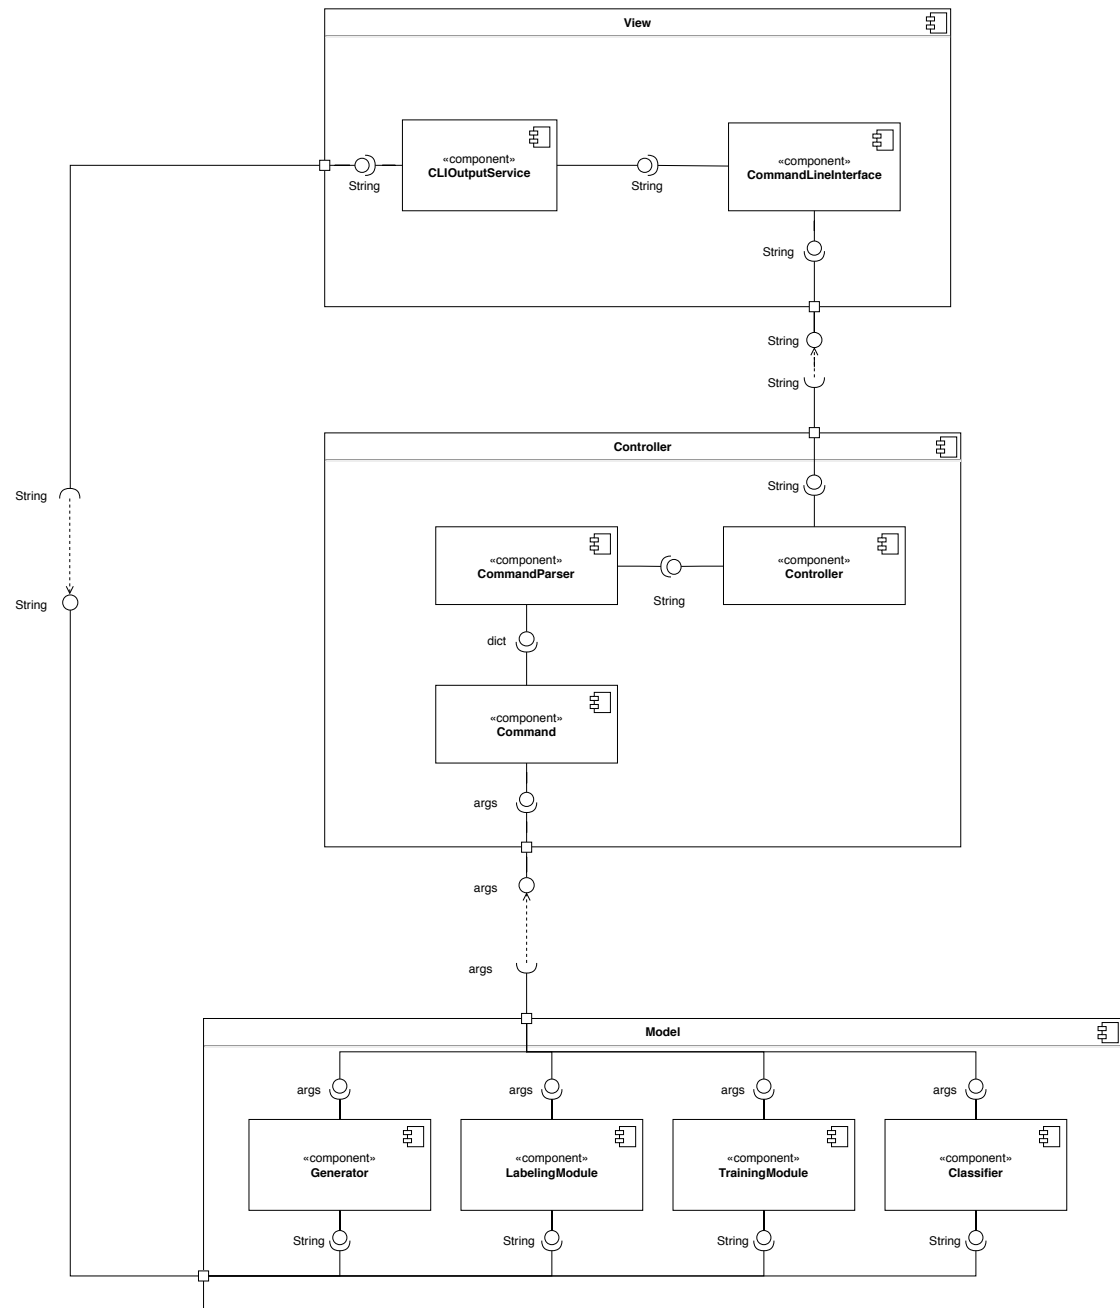 View
«component»
CLIOutputService
«component»
CommandLineInterface
String
String
String
String
String
Controller
String
String
«component»
CommandParser
«component»
Controller
String
String
dict
«component»
Command
args
args
args
Model
args
args
args
args
«component»
Generator
«component»
LabelingModule
«component»
TrainingModule
«component»
Classifier
String
String
String
String